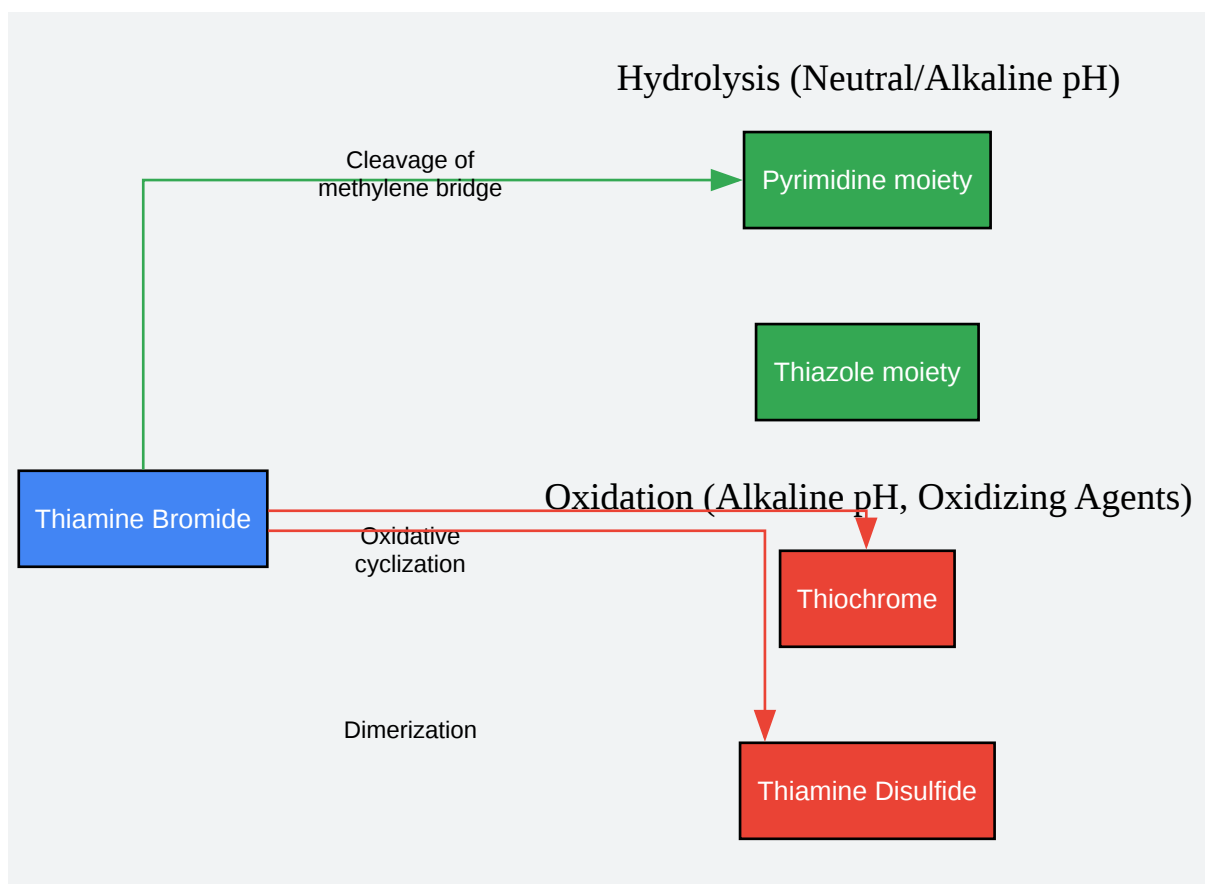 Hydrolysis (Neutral/Alkaline pH)
Cleavage of
methylene bridge
Pyrimidine moiety
Thiazole moiety
Thiamine Bromide
Oxidation (Alkaline pH, Oxidizing Agents)
Oxidative
cyclization
Thiochrome
Dimerization
Thiamine Disulfide